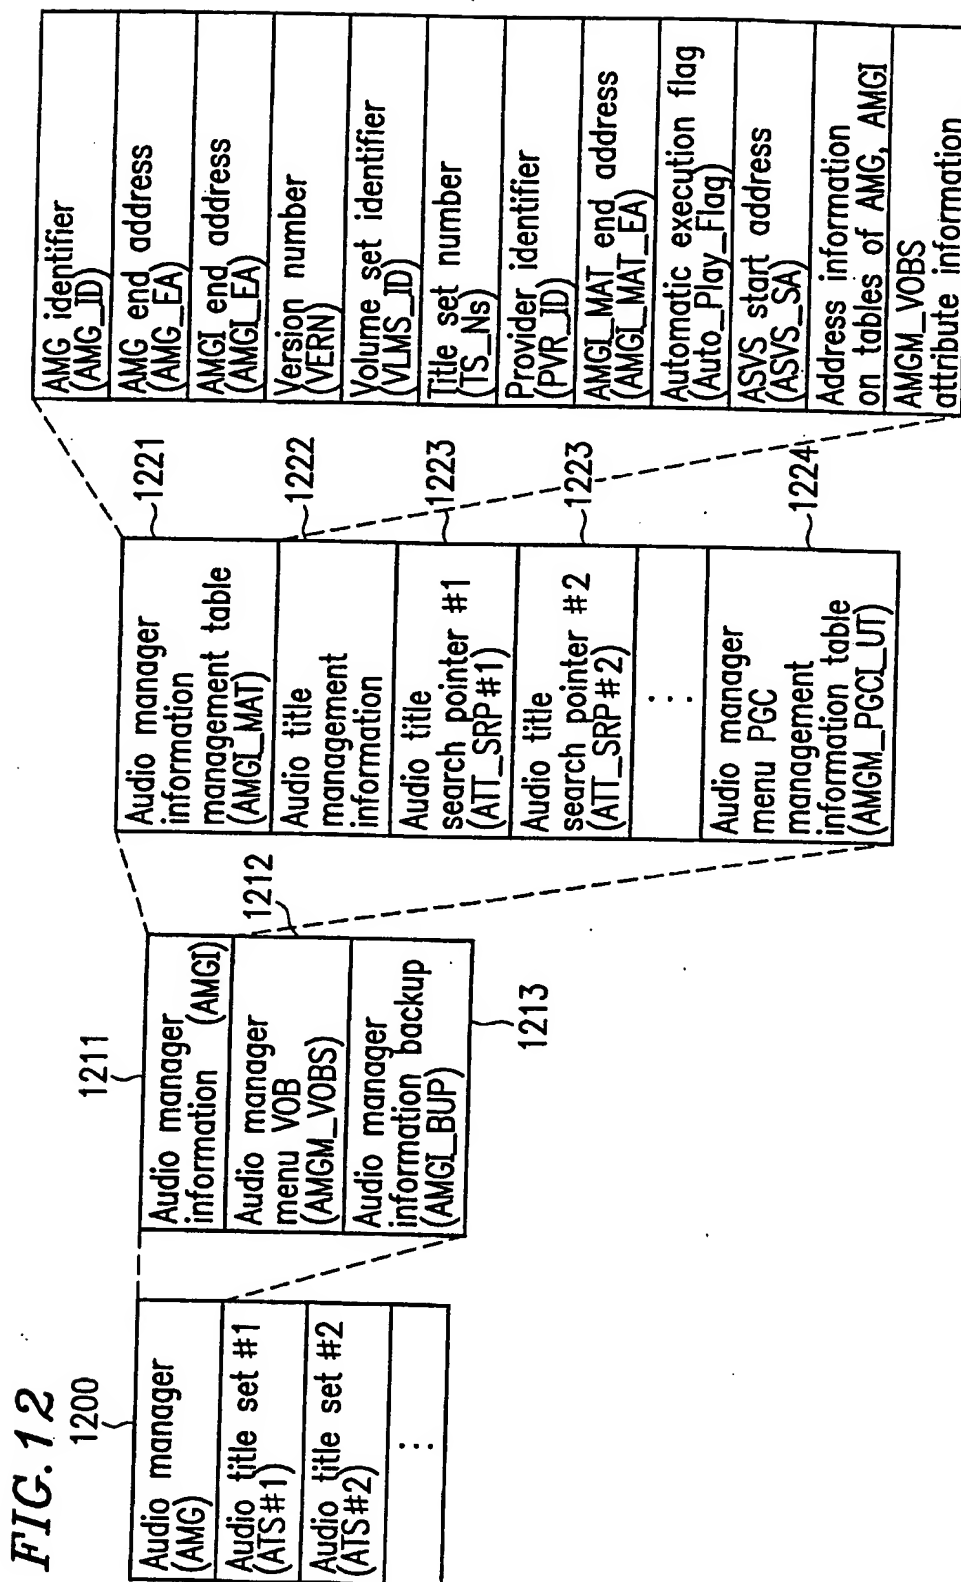 FIG.12
1200
Audio manager
(AMG)
Audio title set #1
(ATS#1)
Audio title set #2
(ATS#2)
⋮
1211
Audio manager
information (AMGI)
1212
Audio manager
menu VOB
(AMGM_VOBS)
Audio manager
information backup
(AMGI_BUP)
1213
1221
Audio manager
information
management table
(AMGI_MAT)
1222
Audio title
management
information
1223
Audio title
search pointer #1
(ATT_SRP#1)
1223
Audio title
search pointer #2
(ATT_SRP#2)
⋮
1224
Audio manager
menu PGC
management
information table
(AMGM_PGCI_UT)
AMG identifier
(AMG_ID)
AMG end address
(AMG_EA)
AMGI end address
(AMGI_EA)
Version number
(VERN)
Volume set identifier
(VLMS_ID)
Title set number
(TS_Ns)
Provider identifier
(PVR_ID)
AMGI_MAT end address
(AMGI_MAT_EA)
Automatic execution flag
(Auto_Play_Flag)
ASVS start address
(ASVS_SA)
Address information
on tables of AMG, AMGI
AMGM_VOBS
attribute information